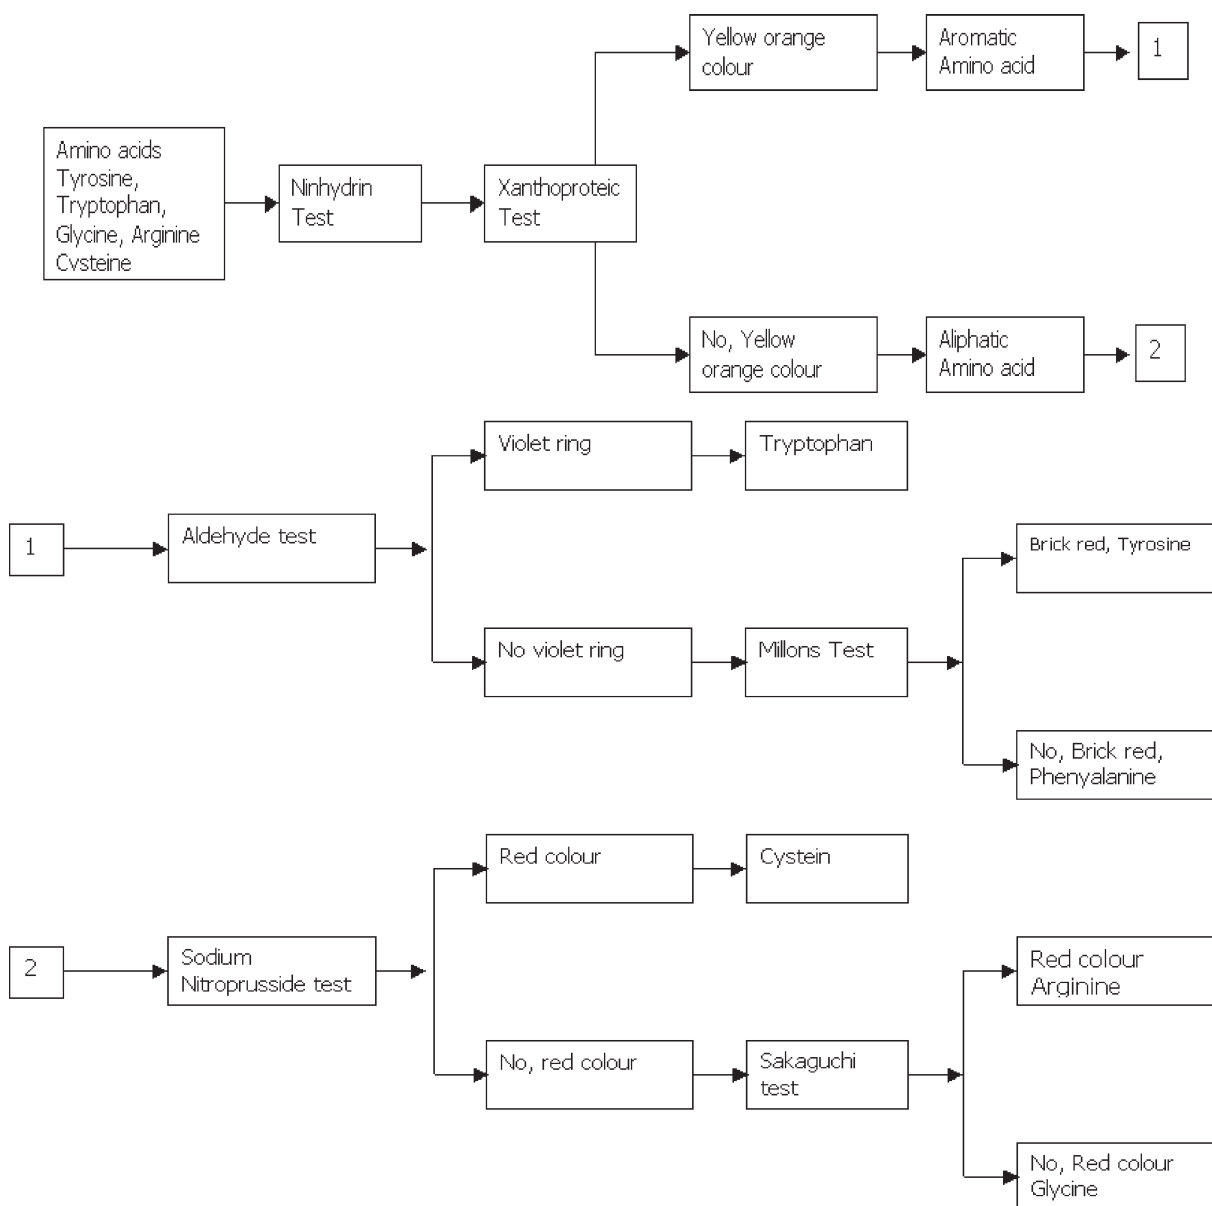 Yellow orange
colour
Aromatic
Amino acid
1
Amino acids
Tyrosine,
Tryptophan,
Glycine, Arginine
Cysteine
Ninhydrin
Test
Xanthoproteic
Test
No, Yellow
orange colour
Aliphatic
Amino acid
2
Violet ring
Tryptophan
1
Aldehyde test
Brick red, Tyrosine
No violet ring
Millons Test
No, Brick red,
Phenyalanine
Red colour
Cystein
2
Sodium
Nitroprusside test
Red colour
Arginine
No, red colour
Sakaguchi
test
No, Red colour
Glycine